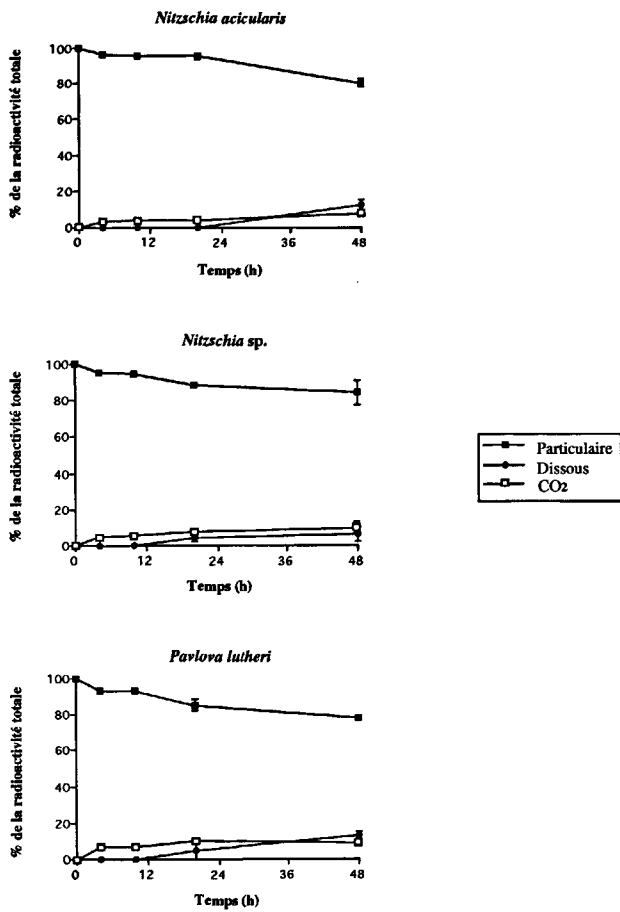 Nitzschia acicularis
% de la radioactivité totale
100
80
60
40
20
0
0 12 24 36 48
Temps (h)
Nitzschia sp.
% de la radioactivité totale
100
80
60
40
20
0
0 12 24 36 48
Temps (h)
Particulaire
Dissous
CO2
Pavlova lutheri
% de la radioactivité totale
100
80
60
40
20
0
0 12 24 36 48
Temps (h)